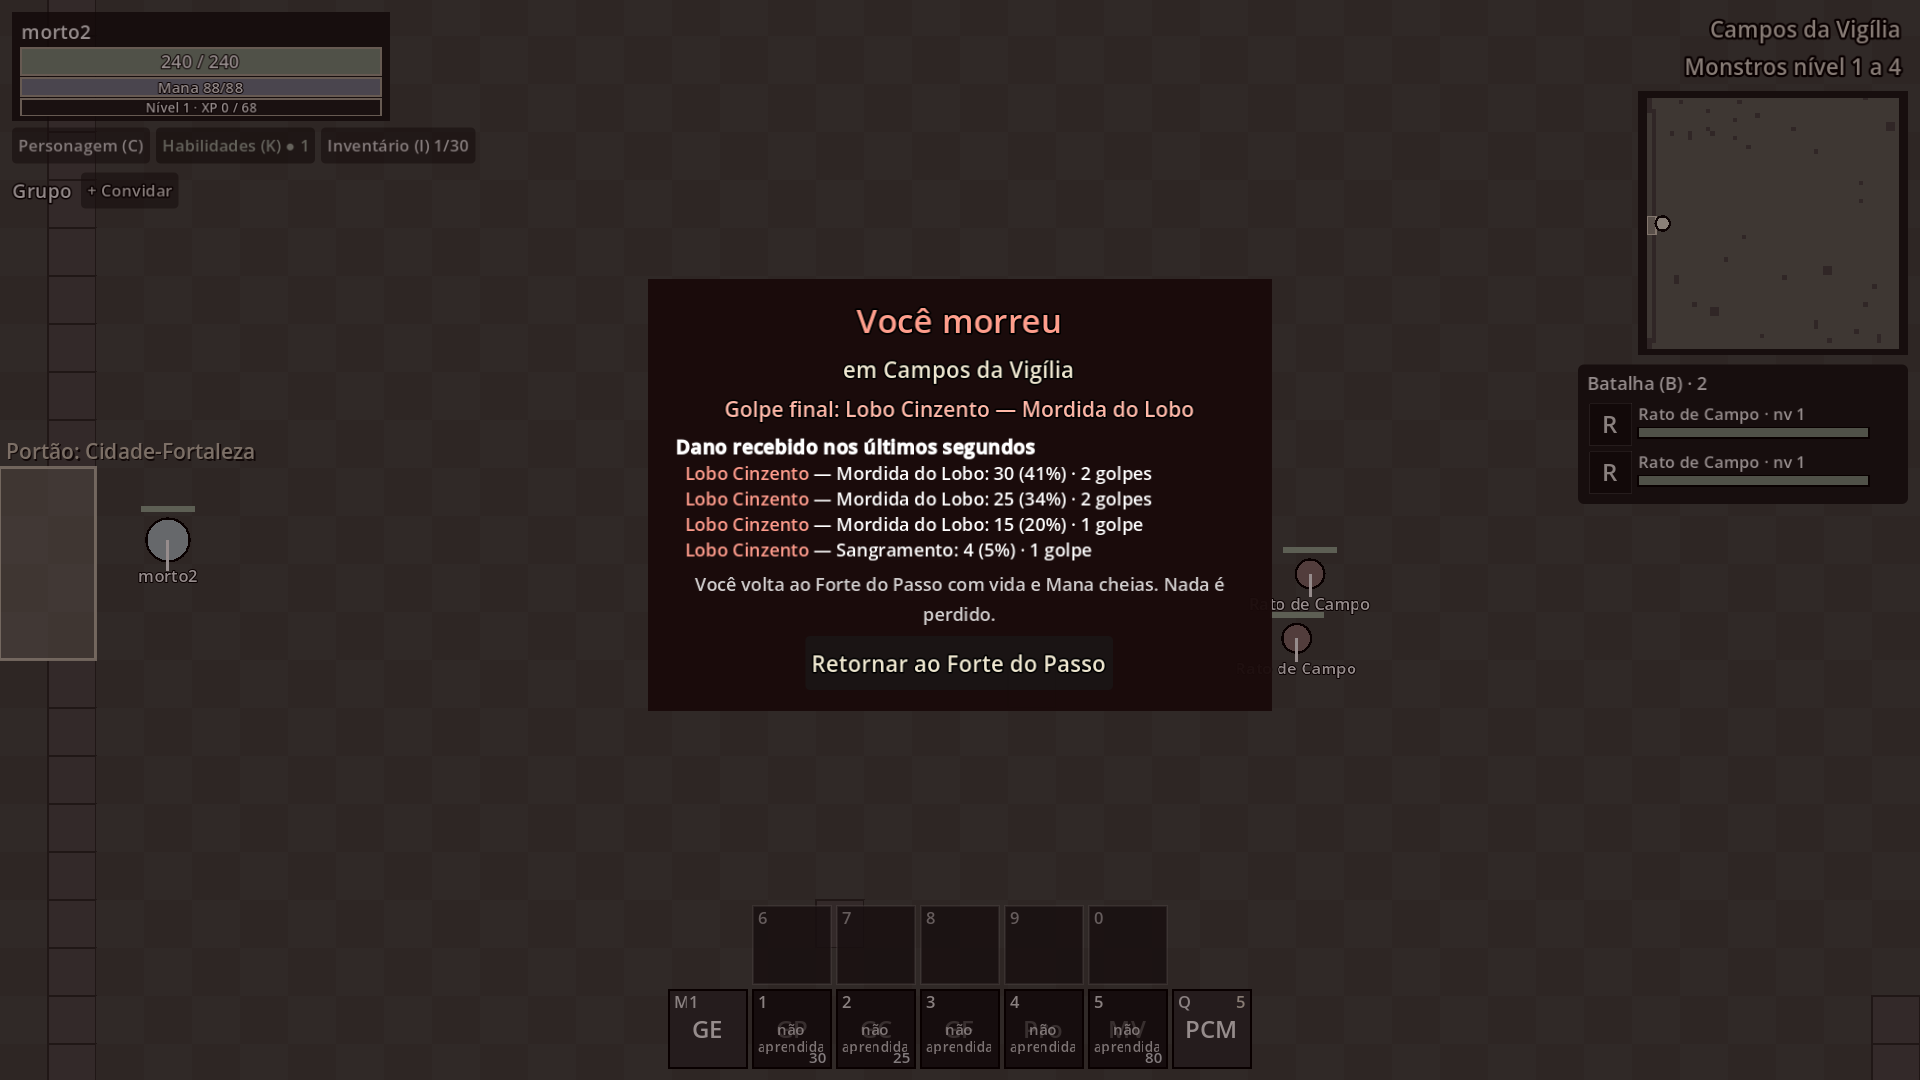 morto2
240 / 240
Mana 88/88
Nível 1 · XP 0 / 68
Personagem (C)
Habilidades (K) ● 1
Inventário (I) 1/30
Grupo
+ Convidar
Campos da Vigília
Monstros nível 1 a 4
Batalha (B) · 2
R
Rato de Campo · nv 1
R
Rato de Campo · nv 1
Portão: Cidade-Fortaleza
morto2
Você morreu
em Campos da Vigília
Golpe final: Lobo Cinzento — Mordida do Lobo
Dano recebido nos últimos segundos
Lobo Cinzento — Mordida do Lobo: 30 (41%) · 2 golpes
Lobo Cinzento — Mordida do Lobo: 25 (34%) · 2 golpes
Lobo Cinzento — Mordida do Lobo: 15 (20%) · 1 golpe
Lobo Cinzento — Sangramento: 4 (5%) · 1 golpe
Você volta ao Forte do Passo com vida e Mana cheias. Nada é
perdido.
Retornar ao Forte do Passo
to de Campo
de Campo
6 7 8 9 0
M1 1 2 3 4 5 Q 5
GE não não não não não PCM
aprendida aprendida aprendida aprendida aprendida
30 25 80